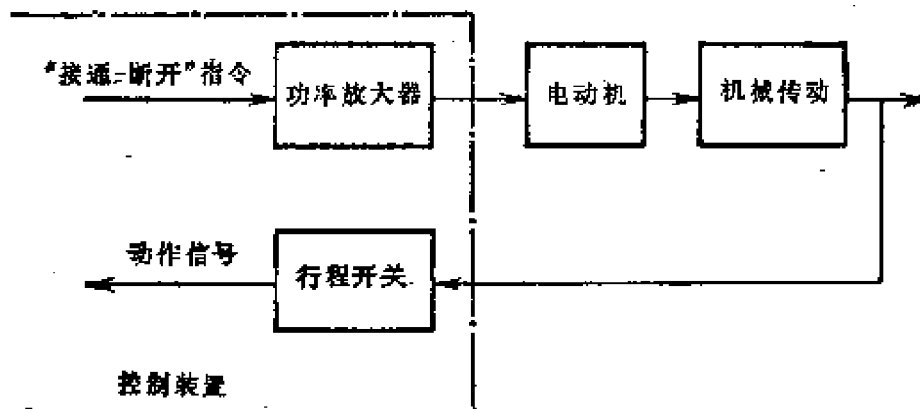 “接通-断开”指令
功率放大器
电动机
机械传动
动作信号
行程开关
控制装置